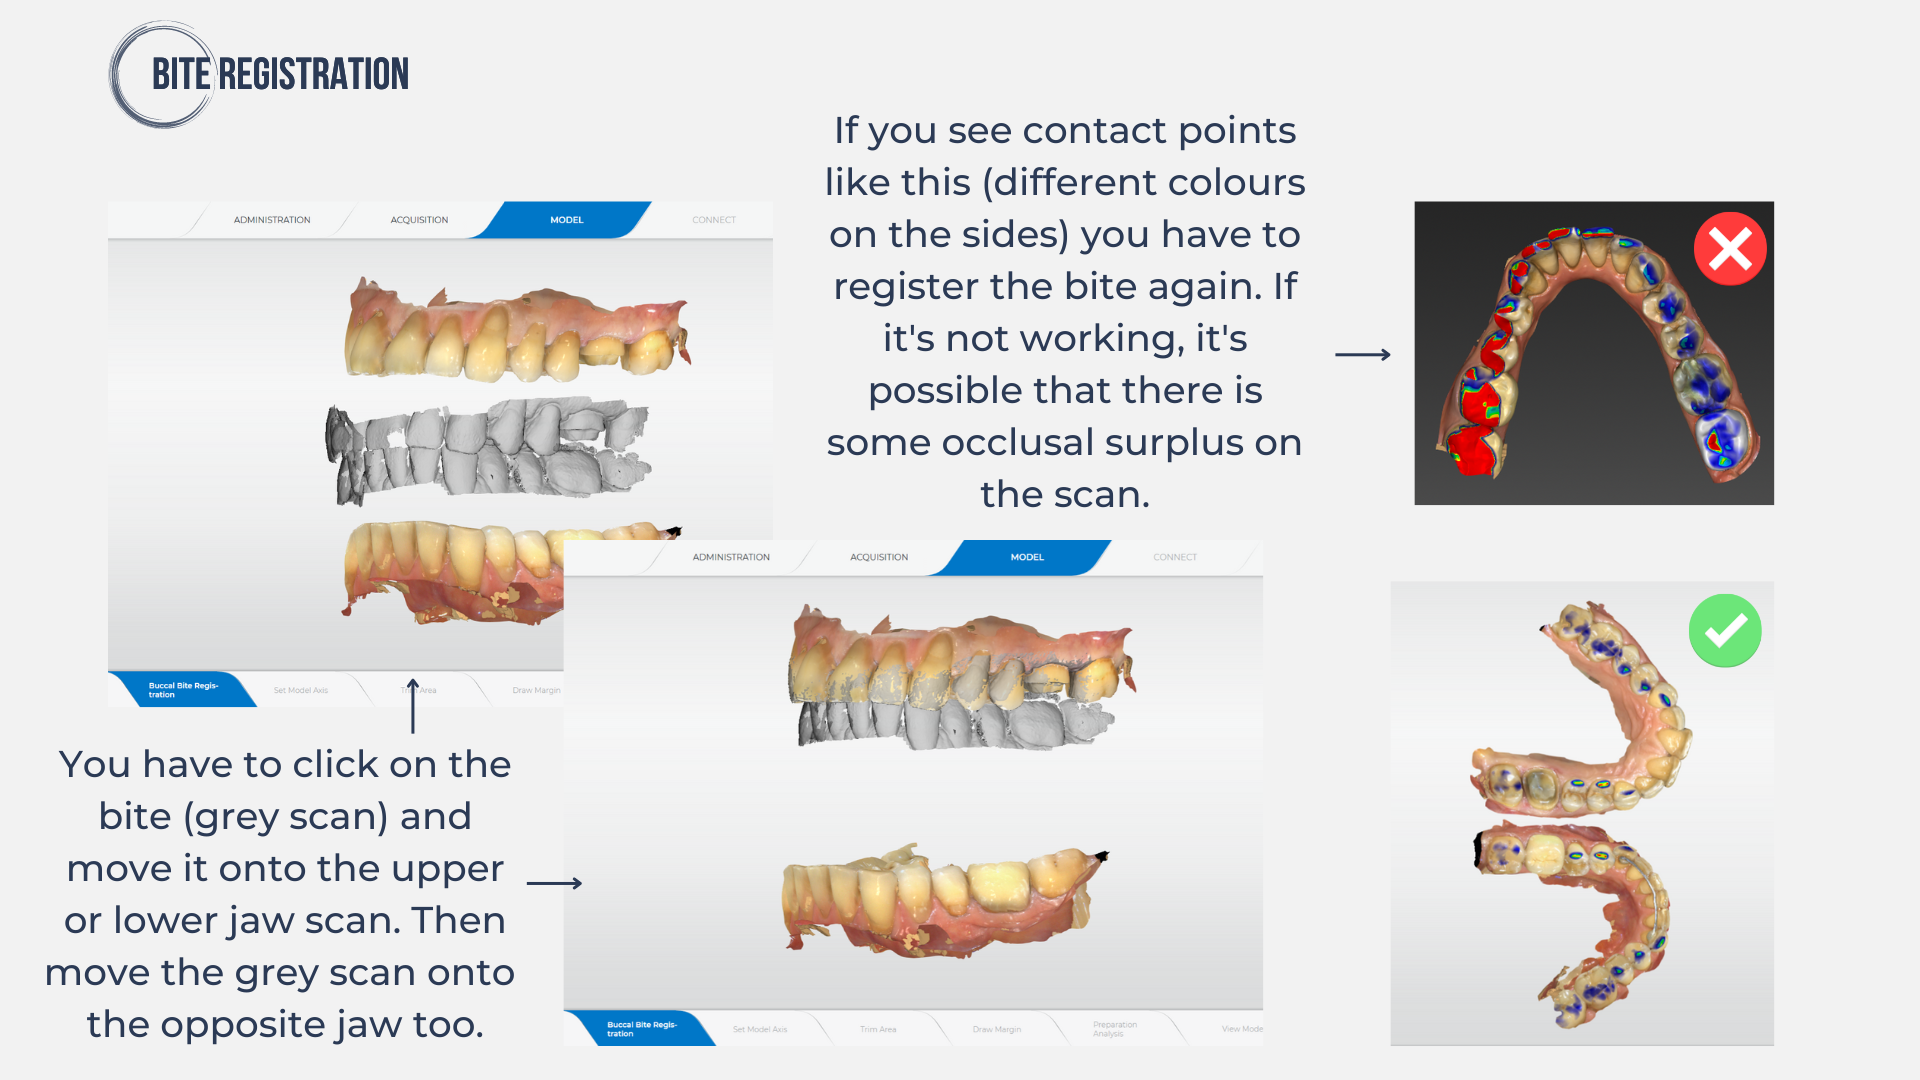 BITE REGISTRATION
If you see contact points
like this (different colours
on the sides) you have to
register the bite again. If
it's not working, it's
possible that there is
some occlusal surplus on
the scan.
ADMINISTRATION
ACQUISITION
MODEL
CONNECT
Buccal Bite Regis-
tration
Set Model Axis
Trim Area
Draw Margin
You have to click on the
bite (grey scan) and
move it onto the upper
or lower jaw scan. Then
move the grey scan onto
the opposite jaw too.
ADMINISTRATION
ACQUISITION
MODEL
CONNECT
Buccal Bite Regis-
tration
Set Model Axis
Trim Area
Draw Margin
Preparation
Analysis
View Mode